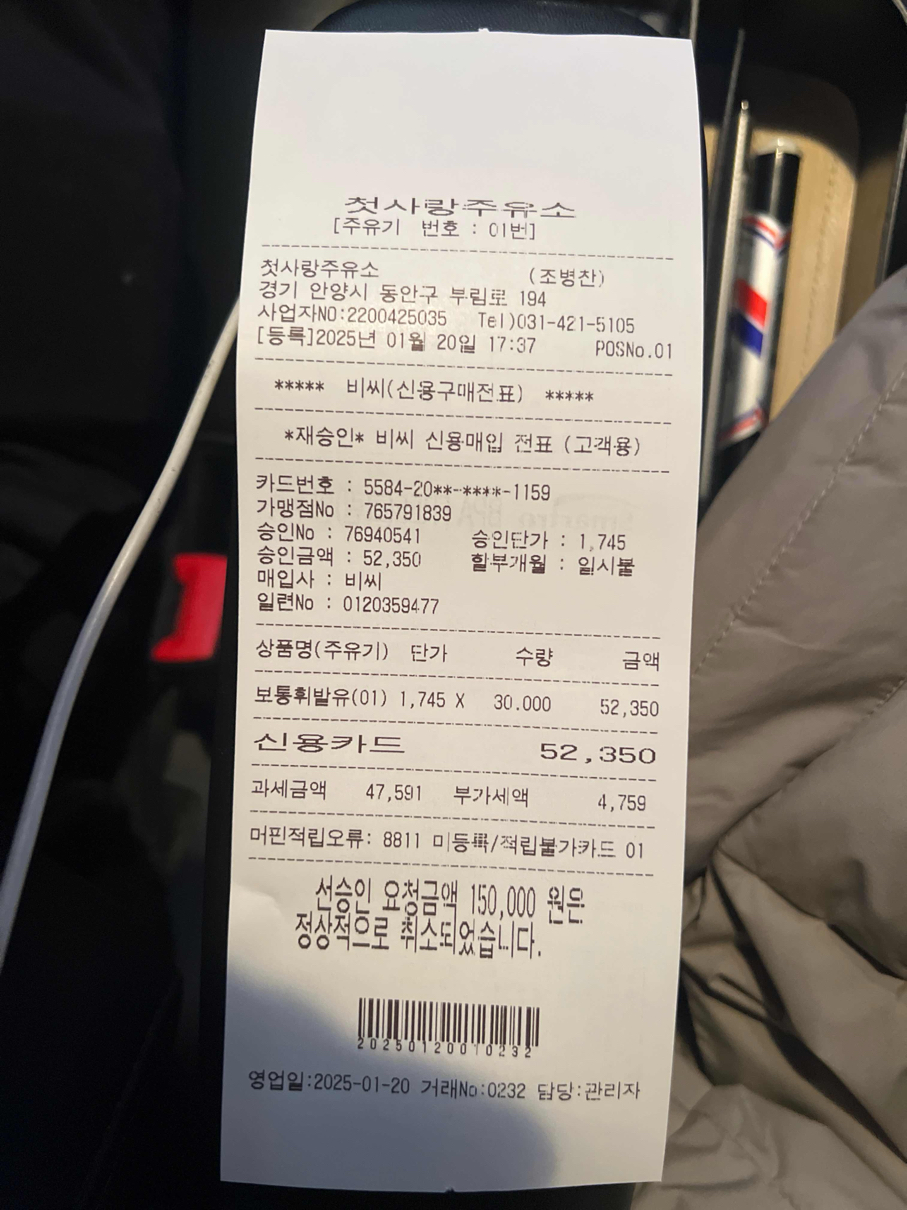 첫사랑주유소
[주유기 번호 : 01번]
첫사랑주유소 (조병찬)
경기 안양시 동안구 부림로 194
사업자NO:2200425035 Tel)031-421-5105
[등록]2025년 01월 20일 17:37 POSNo.01
***** 비씨(신용구매전표) *****
*재승인* 비씨 신용매입 전표 (고객용)
카드번호 : 5584-20**-****-1159
가맹점No : 765791839
승인No : 76940541 승인단가 : 1,745
승인금액 : 52,350 할부개월 : 일시불
매입사 : 비씨
일련No : 0120359477
상품명(주유기) 단가 수량 금액
보통휘발유(01) 1,745 X 30.000 52,350
신용카드 52,350
과세금액 47,591 부가세액 4,759
머핀적립오류: 8811 미등록/적립불가카드 01
선승인 요청금액 150,000 원은
정상적으로 취소되었습니다.
20250120010232
영업일:2025-01-20 거래No:0232 담당:관리자